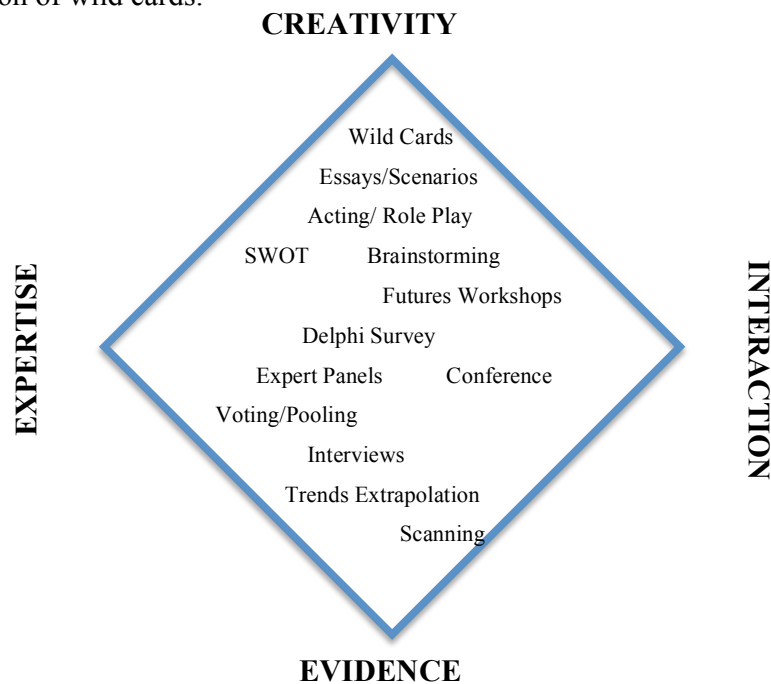 on of wild cards.
CREATIVITY
Wild Cards
Essays/Scenarios
Acting/ Role Play
SWOT Brainstorming
Futures Workshops
Delphi Survey
Expert Panels Conference
Voting/Pooling
Interviews
Trends Extrapolation
Scanning
EXPERTISE
INTERACTION
EVIDENCE